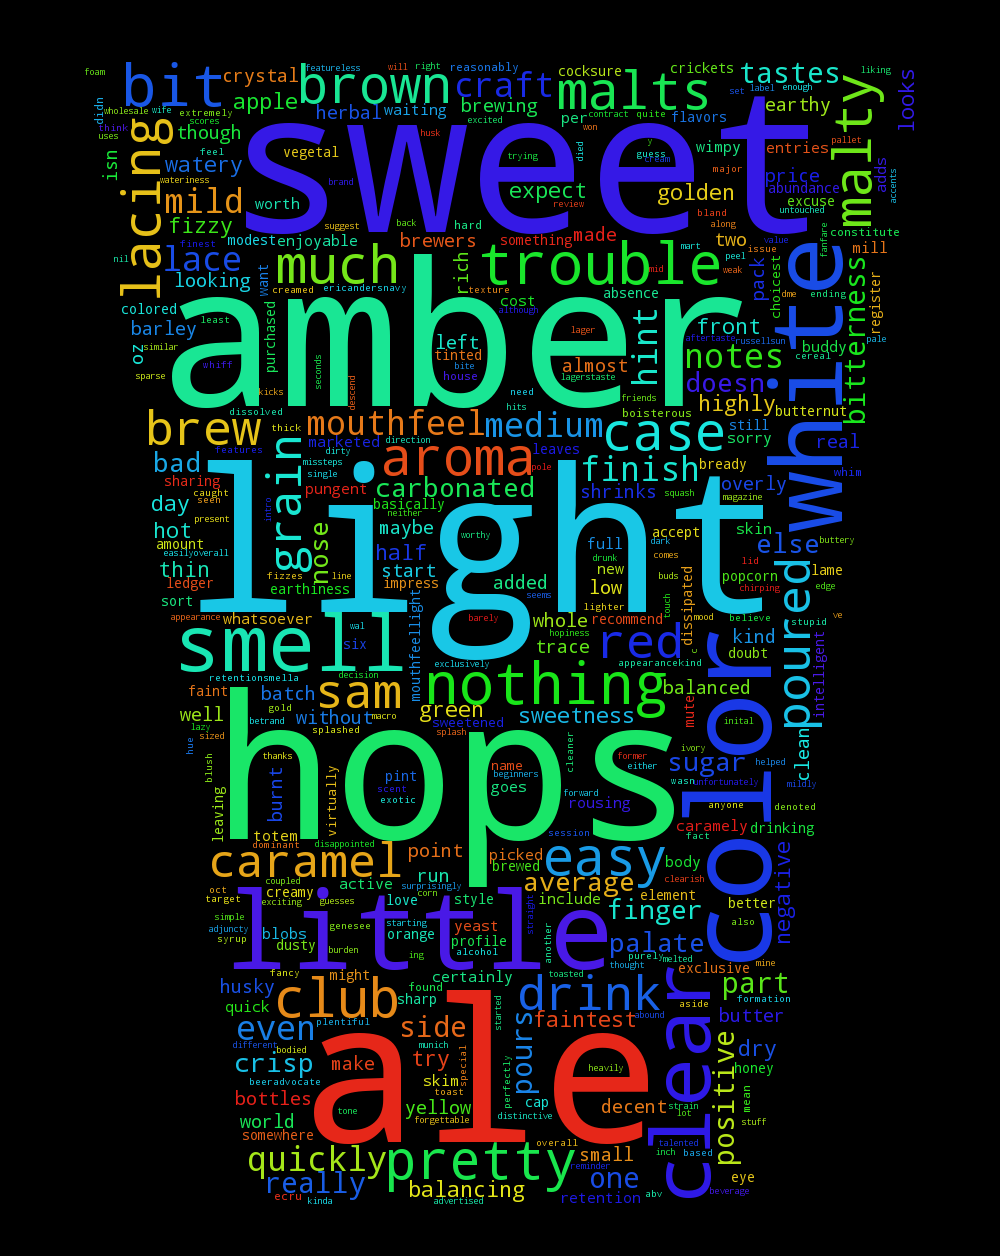 foam
bit
crystal
featureless
will
right
reasonably
cocksure
crickets
tastes
liking
looks
brown
craft
malts
didn
wholesale
wife
extremely
apple
herbal
waiting
brewing
per
contract
quite
flavors
set
label
enough
earthy
malty
think
uses
scores
though
excited
husk
won
y
guess
wimpy
entries
pallet
lacing
feel
watery
vegetal
sweet
trying
died
cream
major
price
adds
isn
wateriness
mild
brand
expect
golden
abundance
excuse
untouched
accents
worth
review
bland
along
value
fizzy
suggest
back
hard
made
two
fanfare
constitute
finest
modest
enjoyable
brewers
something
mart
peel
issue
mill
nil
lace
much
rich
trouble
mid
weak
pack
choicest
white
looking
want
creamed
ericandersnavy
texture
although
cost
absence
dme
ending
bitterness
register
colored
purchased
amber
least
barley
left
lager
hint
front
russellsun
pale
oz
similar
seconds
tinted
bite
almost
notes
aftertaste
buddy
cereal
sparse
whiff
house
lagerstaste
doesn
kicks
descend
need
friends
highly
butternut
dissolved
hits
boisterous
brew
thick
mouthfeel
medium
case
still
sorry
real
features
marketed
direction
leaves
bready
whim
bad
missteps
dirty
aroma
pole
finish
overly
sharing
caught
seen
grain
single
pungent
carbonated
shrinks
squash
magazine
day
present
intro
basically
neither
hot
nose
maybe
light
worthy
full
dark
accept
skin
else
buttery
amount
easilyoverall
half
comes
lid
chirping
thin
fizzes
line
start
drunk
new
buds
popcorn
lame
ledger
earthiness
impress
added
seems
low
touch
dissipated
edge
sort
lighter
appearance
whatsoever
wal
barely
whole
recommend
mood
believe
stupid
ve
poured
smell
six
mouthfeellight
hopiness
trace
red
c
kind
doubt
intelligent
retentionsmella
decision
exclusively
appearancekind
faint
batch
sam
nothing
balanced
gold
well
lazy
betrand
without
macro
splashed
green
sweetened
sweetness
mute
inital
color
sized
splash
cleaner
clean
hue
blush
thanks
hops
name
former
ivory
wasn
helped
burnt
pint
beginners
either
sugar
unfortunately
mildly
scent
goes
forward
leaving
virtually
exotic
rousing
anyone
denoted
totem
session
caramely
drinking
dominant
disappointed
fact
caramel
point
picked
brewed
easy
body
negative
oct
coupled
run
clearish
target
creamy
active
surprisingly
average
element
better
exciting
guesses
corn
love
style
include
simple
adjuncty
genesee
starting
straight
finger
also
syrup
blobs
orange
yeast
little
dusty
burden
profile
alcohol
another
palate
ing
purely
melted
mine
fancy
toasted
thought
exclusive
husky
might
certainly
found
part
formation
quick
club
sharp
started
drink
aside
plentiful
side
faintest
abound
butter
even
different
bodied
munich
pours
clear
crisp
make
try
special
perfectly
heavily
dry
beeradvocate
skim
toast
honey
bottles
ale
yellow
cap
decent
strain
mean
positive
world
tone
forgettable
distinctive
lot
stuff
somewhere
overall
talented
quickly
pretty
small
inch
based
reminder
really
one
eye
ecru
balancing
retention
abv
beverage
kinda
advertised